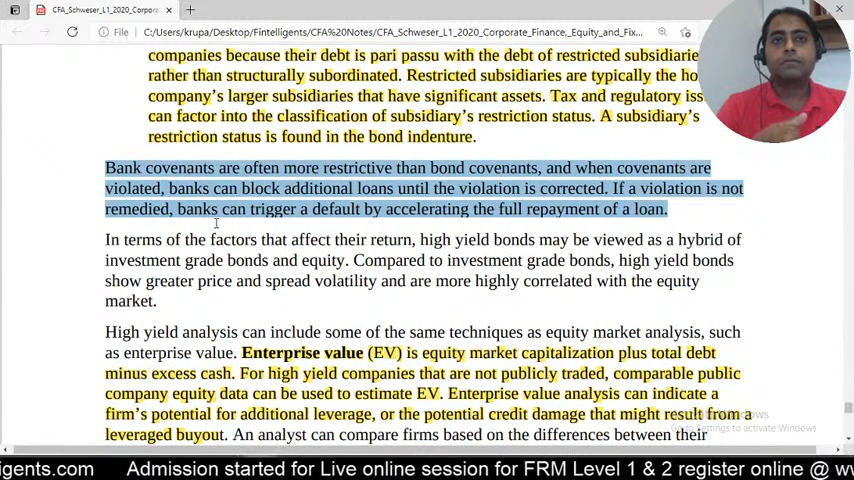 CFA_Schweser_L1_2020_Corporat
File
C:/Users/krupa/Desktop/Fintelligents/CFA%20Notes/CFA_Schweser_L1_2020_Corporate_Finance,_Equity_and_Fix...
companies because their debt is pari passu with the debt of restricted subsidiarie
rather than structurally subordinated. Restricted subsidiaries are typically the ho
company’s larger subsidiaries that have significant assets. Tax and regulatory iss
can factor into the classification of subsidiary’s restriction status. A subsidiary’s
restriction status is found in the bond indenture.
Bank covenants are often more restrictive than bond covenants, and when covenants are
violated, banks can block additional loans until the violation is corrected. If a violation is not
remedied, banks can trigger a default by accelerating the full repayment of a loan.
In terms of the factors that affect their return, high yield bonds may be viewed as a hybrid of
investment grade bonds and equity. Compared to investment grade bonds, high yield bonds
show greater price and spread volatility and are more highly correlated with the equity
market.
High yield analysis can include some of the same techniques as equity market analysis, such
as enterprise value. Enterprise value (EV) is equity market capitalization plus total debt
minus excess cash. For high yield companies that are not publicly traded, comparable public
company equity data can be used to estimate EV. Enterprise value analysis can indicate a
firm’s potential for additional leverage, or the potential credit damage that might result from a
leveraged buyout. An analyst can compare firms based on the differences between their
Go to Settings to activate Windows.
igents.com Admission started for Live online session for FRM Level 1 & 2 register online @ w